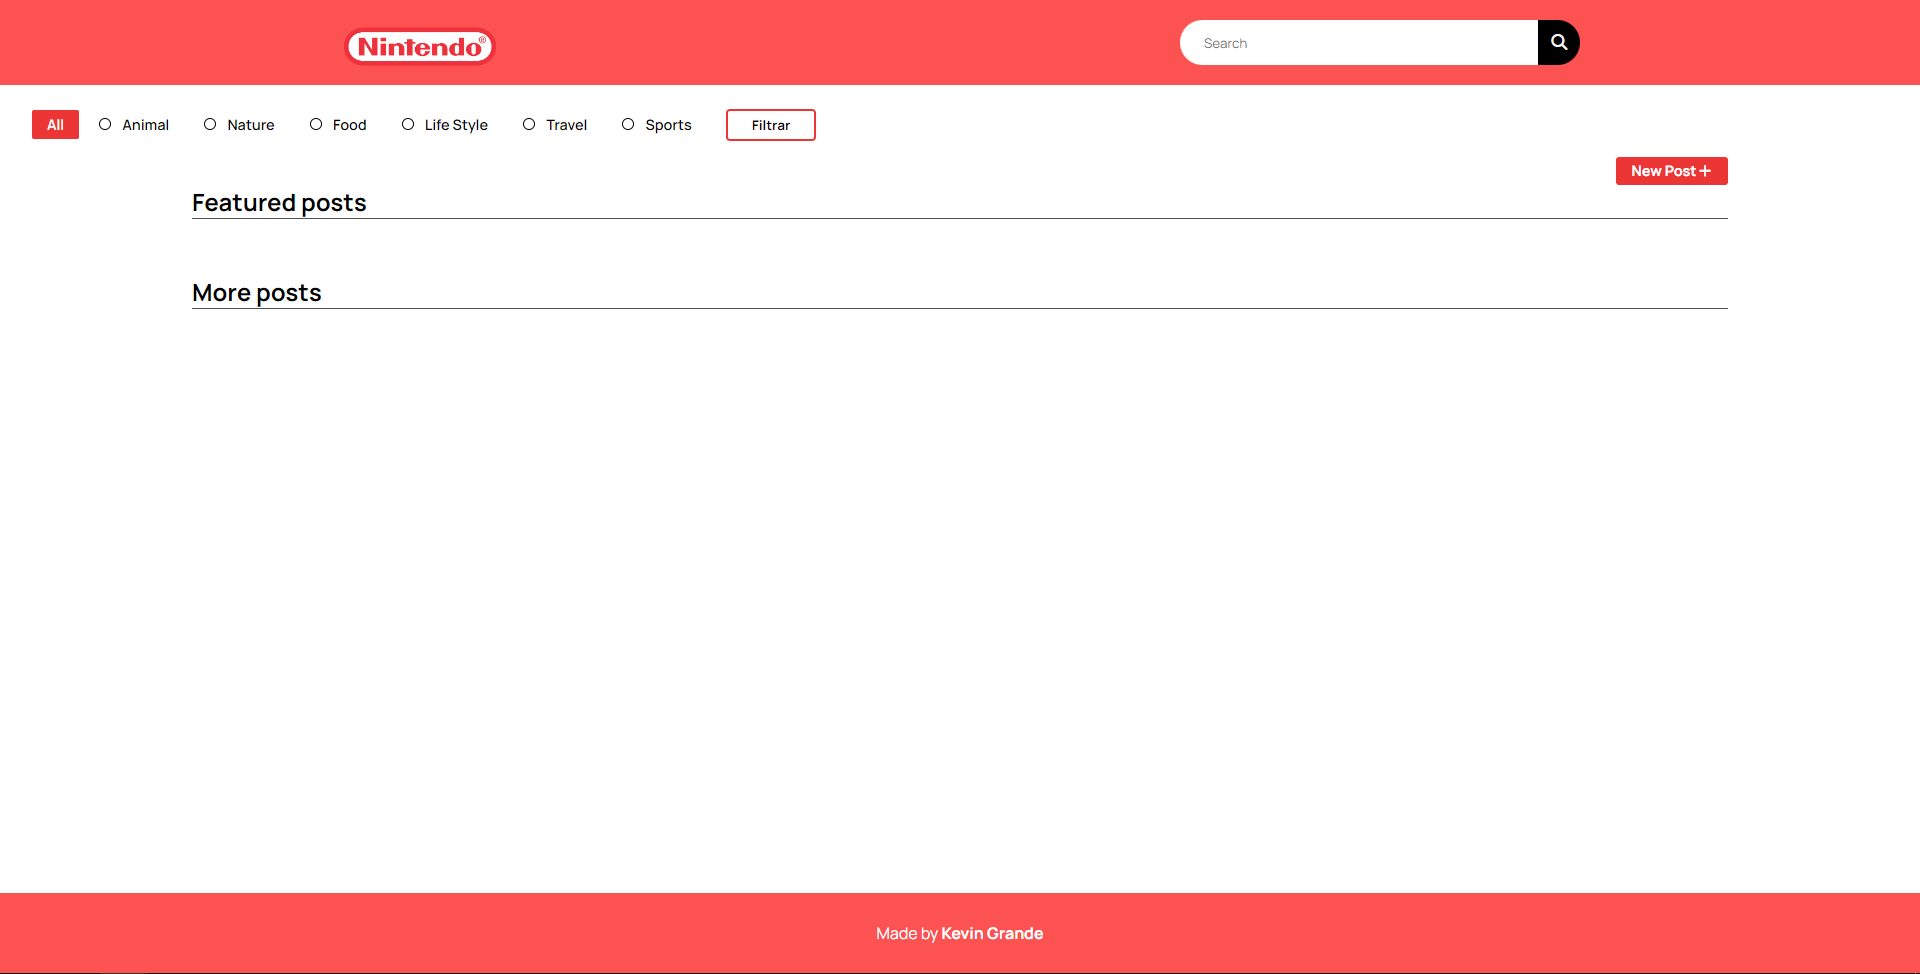 Nintendo®
Search
All Animal Nature Food Life Style Travel Sports Filtrar
New Post +
Featured posts
More posts
Made by Kevin Grande